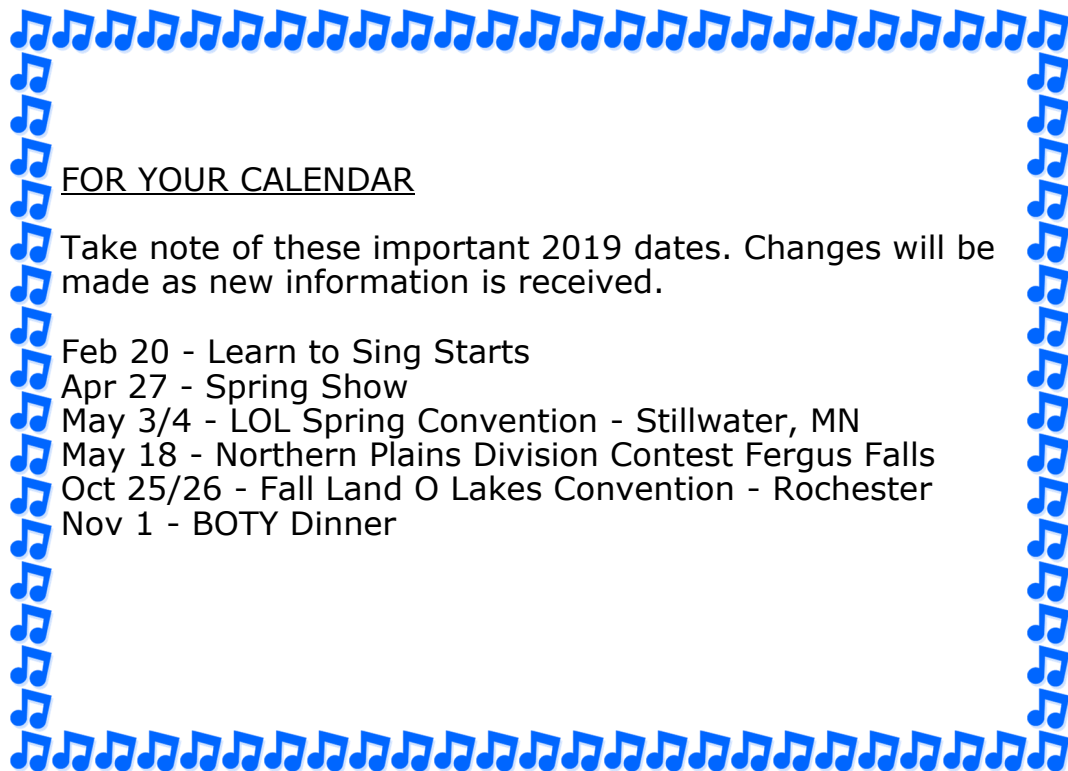 FOR YOUR CALENDAR
Take note of these important 2019 dates. Changes will be
made as new information is received.
Feb 20 - Learn to Sing Starts
Apr 27 - Spring Show
May 3/4 - LOL Spring Convention - Stillwater, MN
May 18 - Northern Plains Division Contest Fergus Falls
Oct 25/26 - Fall Land O Lakes Convention - Rochester
Nov 1 - BOTY Dinner